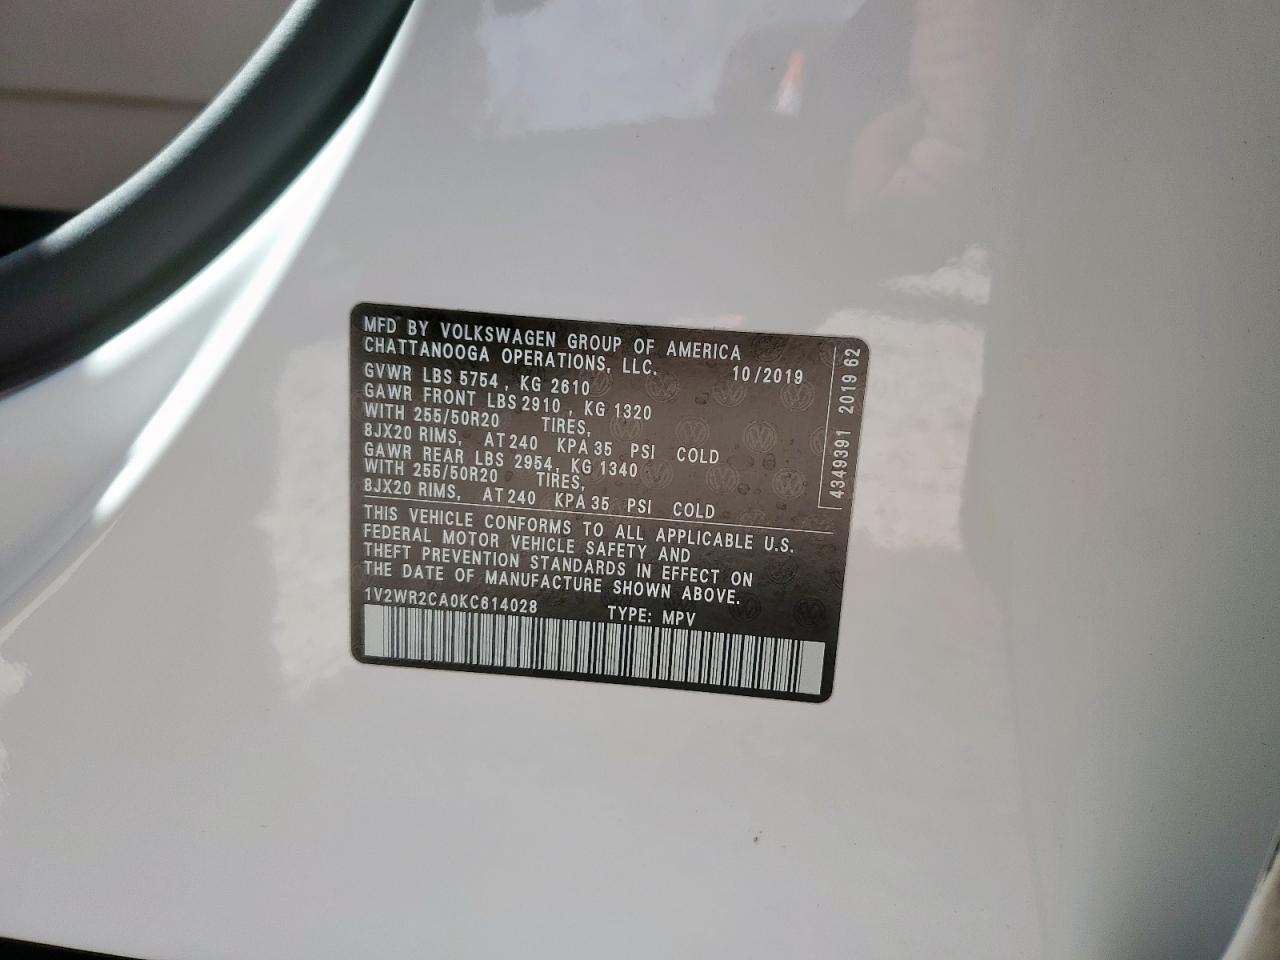 MFD BY VOLKSWAGEN GROUP OF AMERICA
CHATTANOOGA OPERATIONS, LLC. 10/2019
GVWR LBS 5754 , KG 2610
GAWR FRONT LBS 2910 , KG 1320
WITH 255/50R20 TIRES,
8JX20 RIMS, AT 240 KPA 35 PSI COLD
GAWR REAR LBS 2954, KG 1340
WITH 255/50R20 TIRES,
8JX20 RIMS, AT 240 KPA 35 PSI COLD
THIS VEHICLE CONFORMS TO ALL APPLICABLE U.S.
FEDERAL MOTOR VEHICLE SAFETY AND
THEFT PREVENTION STANDARDS IN EFFECT ON
THE DATE OF MANUFACTURE SHOWN ABOVE.
1V2WR2CA0KC614028 TYPE: MPV
4349391 2019 62